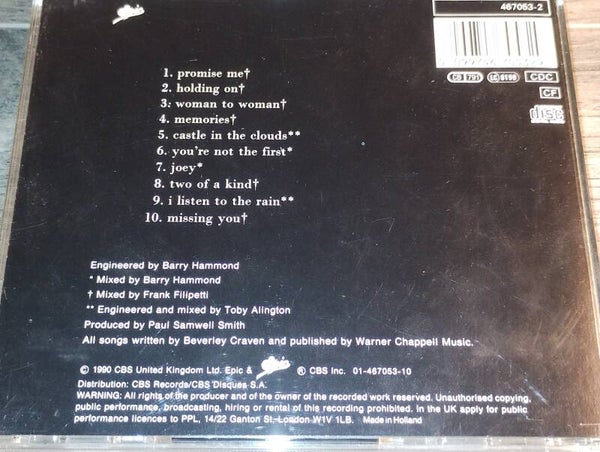 467053-2
CB 791
LC 0199
CDC
CF
disc
1. promise me†
2. holding on†
3: woman to woman†
4. memories†
5. castle in the clouds**
6. you're not the first*
7. joey*
8. two of a kind†
9. i listen to the rain**
10. missing you†
Engineered by Barry Hammond
* Mixed by Barry Hammond
† Mixed by Frank Filipetti
** Engineered and mixed by Toby Alington
Produced by Paul Samwell Smith
All songs written by Beverley Craven and published by Warner Chappell Music.
© 1990 CBS United Kingdom Ltd. Epic & ® CBS Inc. 01-467053-10
Distribution: CBS Records/CBS Disques S.A.
WARNING: All rights of the producer and of the owner of the recorded work reserved. Unauthorised copying,
public performance, broadcasting, hiring or rental of this recording prohibited. In the UK apply for public
performance licences to PPL, 14/22 Ganton St. London W1V 1LB. Made in Holland